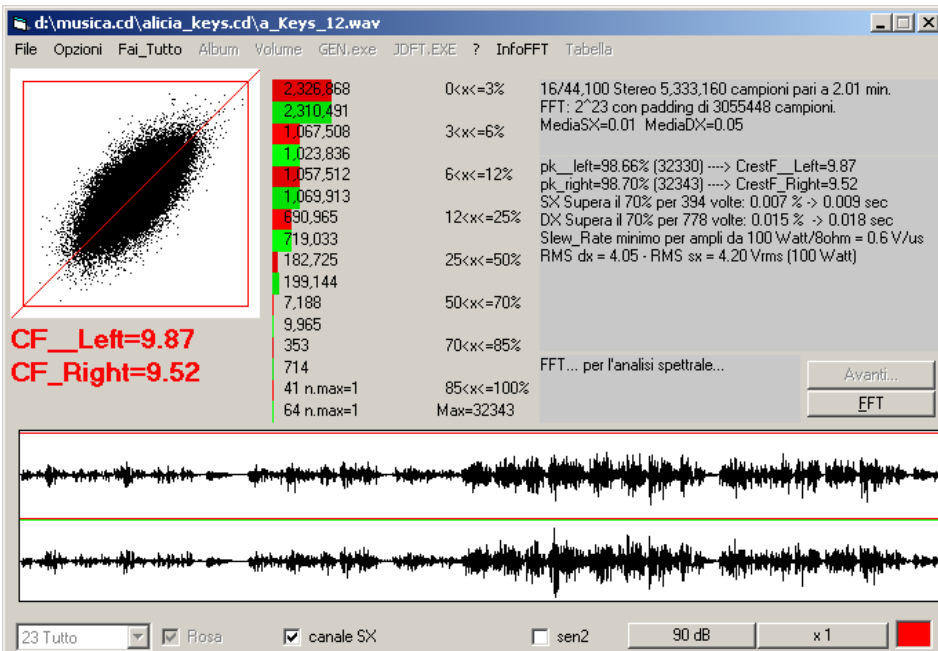 d:\musica.cd\alicia_keys.cd\a_Keys_12.wav
File Opzioni Fai_Tutto Album Volume GEN.exe JDFT.EXE ? InfoFFT Tabella
2,326,868 0<x<=3%
2,310,491
1,067,508 3<x<=6%
1,023,836
1,057,512 6<x<=12%
1,069,913
690,965 12<x<=25%
719,033
182,725 25<x<=50%
199,144
7,188 50<x<=70%
9,965
353 70<x<=85%
714
41 n.max=1 85<x<=100%
64 n.max=1 Max=32343
16/44,100 Stereo 5,333,160 campioni pari a 2.01 min.
FFT: 2^23 con padding di 3055448 campioni.
MediaSX=0.01 MediaDX=0.05
pk__left=98.66% (32330) ----> CrestF__Left=9.87
pk_right=98.70% (32343) ----> CrestF_Right=9.52
SX Supera il 70% per 394 volte: 0.007 % -> 0.009 sec
DX Supera il 70% per 778 volte: 0.015 % -> 0.018 sec
Slew_Rate minimo per ampli da 100 Watt/8ohm = 0.6 V/us
RMS dx = 4.05 - RMS sx = 4.20 Vrms (100 Watt)
CF__Left=9.87
CF_Right=9.52
FFT... per l'analisi spettrale...
Avanti...
FFT
23 Tutto Rosa canale SX sen2 90 dB x 1